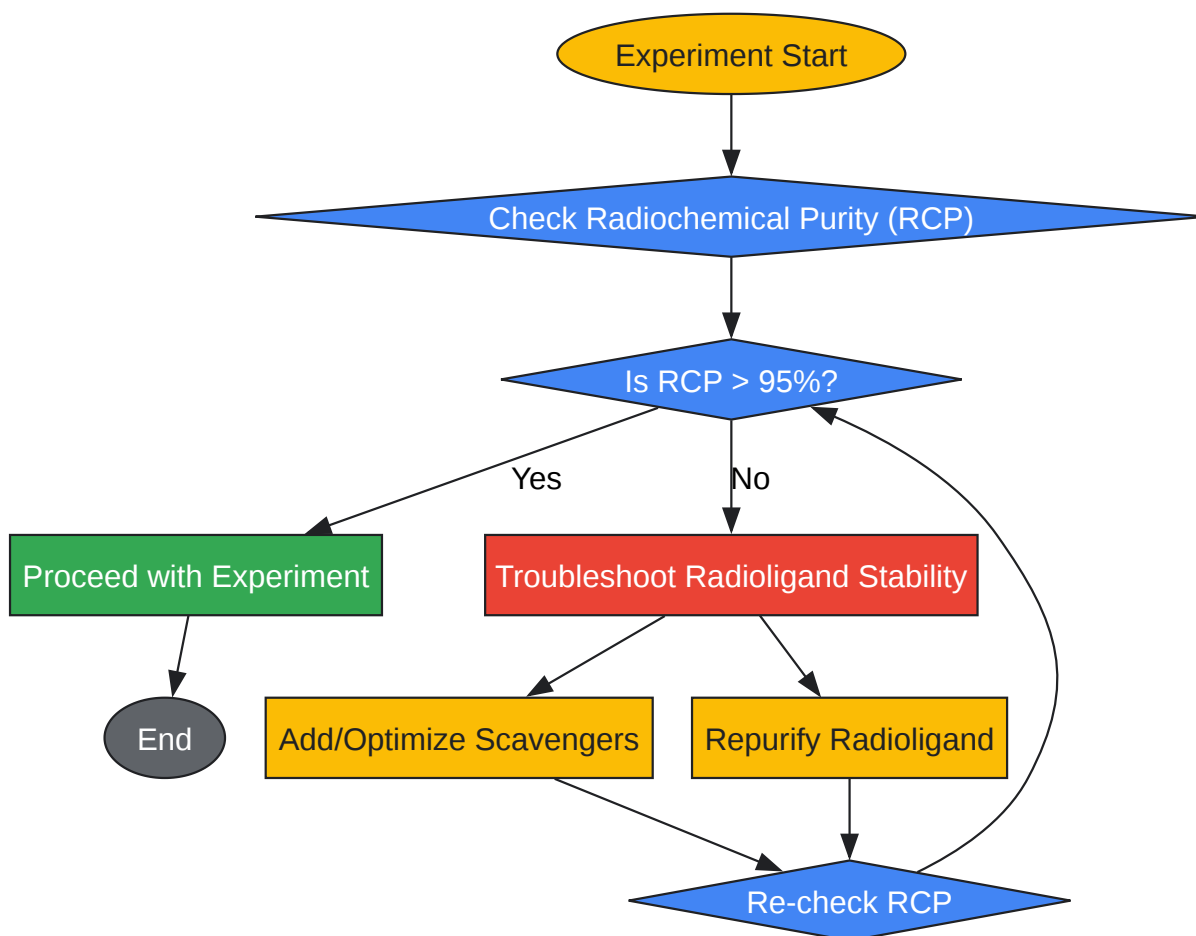 Experiment Start
Check Radiochemical Purity (RCP)
Is RCP > 95%?
Yes
No
Proceed with Experiment
Troubleshoot Radioligand Stability
End
Add/Optimize Scavengers
Repurify Radioligand
Re-check RCP